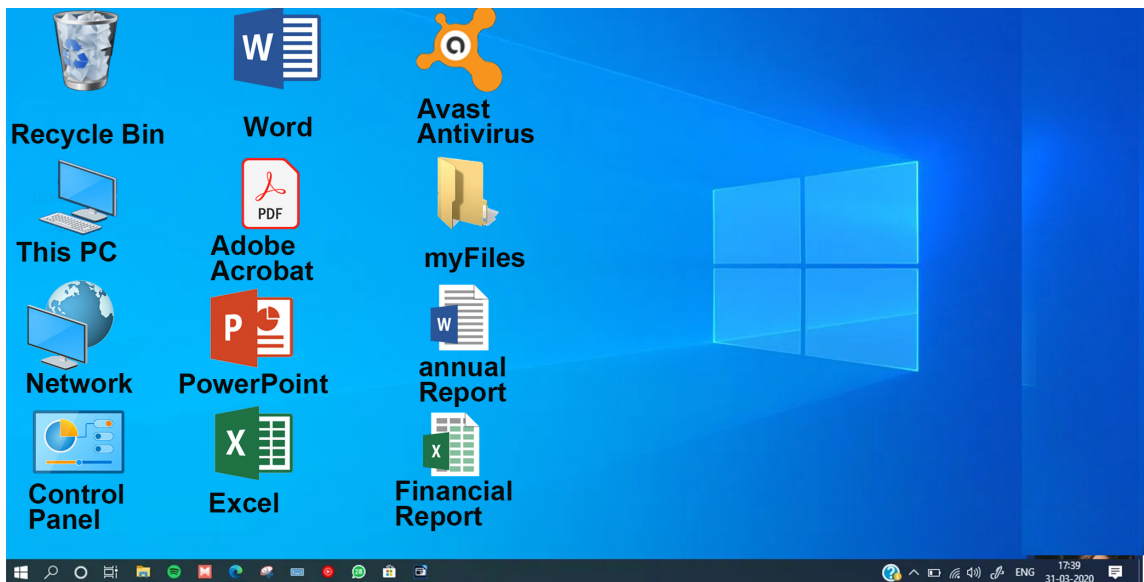 Recycle Bin
W
Word
Avast
Antivirus
This PC
PDF
Adobe
Acrobat
myFiles
Network
P
PowerPoint
W
annual
Report
Control
Panel
X
Excel
X
Financial
Report
ENG
17:39
31-03-2020